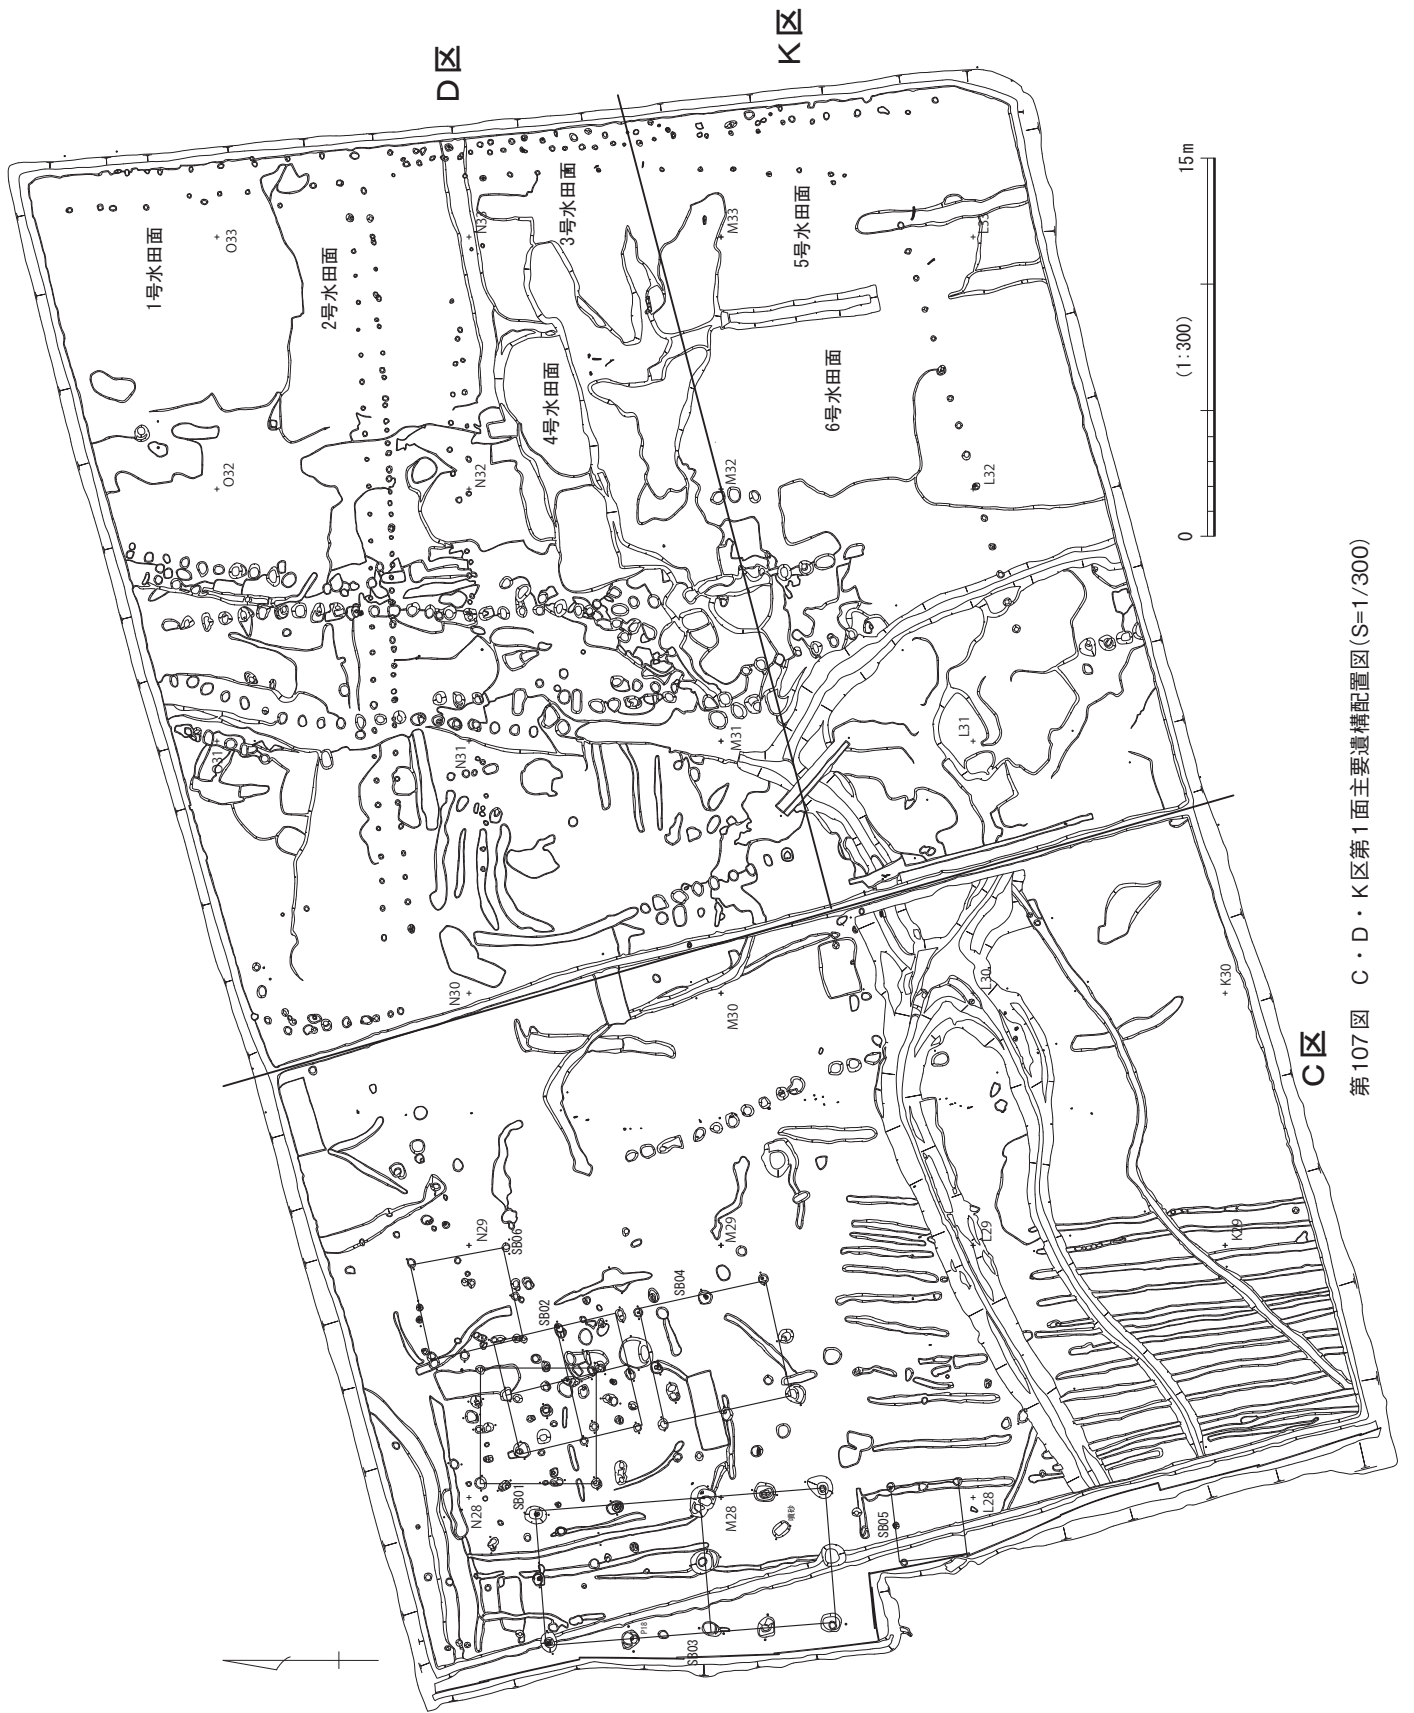 D区
K区
1号水田面
2号水田面
3号水田面
4号水田面
5号水田面
6号水田面
O33
N33
M33
L33
O32
N32
M32
L32
O31
N31
M31
L31
N30
M30
L30
K30
N29
M29
L29
K29
N28
M28
L28
SB06
SB02
SB04
SB01
SB05
SB03
P18
噴砂
C区
0
15m
(1:300)
第107図 C・D・K区第1面主要遺構配置図(S=1/300)